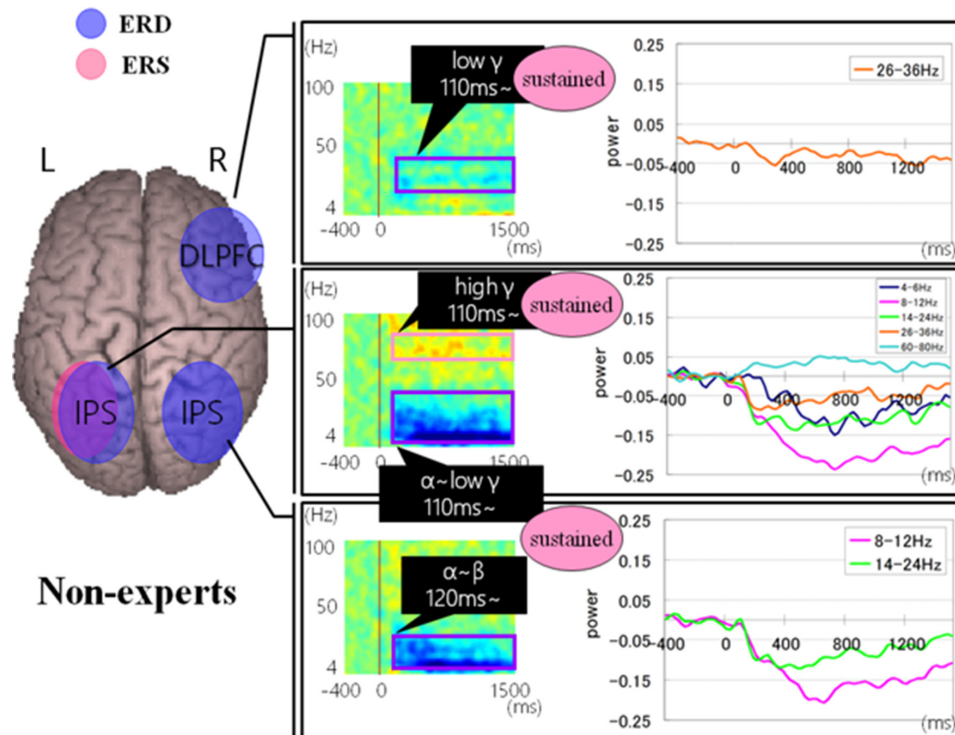 ERD
ERS
L
R
DLPFC
IPS
IPS
Non-experts
(Hz)
100
50
4
-400 0 1500
(ms)
low γ
110ms~
sustained
0.25
0.15
0.05
-0.05
-0.15
-0.25
power
-400 0 400 800 1200
26-36Hz
(Hz)
100
50
4
-400 0 1500
(ms)
high γ
110ms~
sustained
α~low γ
110ms~
0.25
0.15
0.05
-0.05
-0.15
-0.25
power
-400 0 400 800 1200
(ms)
4-6Hz
8-12Hz
14-24Hz
26-36Hz
60-80Hz
(Hz)
100
50
4
-400 0 1500
(ms)
α~β
120ms~
sustained
0.25
0.15
0.05
-0.05
-0.15
-0.25
power
-400 0 400 800 1200
(ms)
8-12Hz
14-24Hz